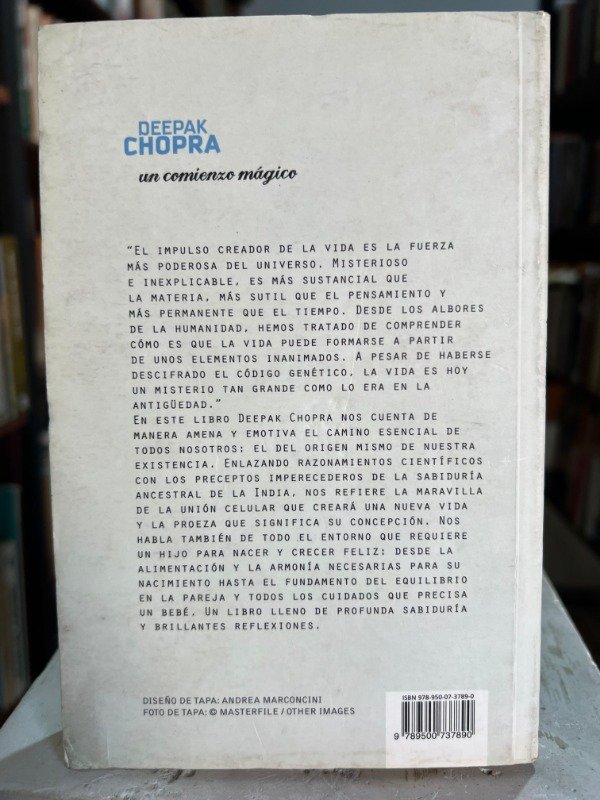 DEEPAK
CHOPRA
un comienzo mágico
“EL IMPULSO CREADOR DE LA VIDA ES LA FUERZA
MÁS PODEROSA DEL UNIVERSO. MISTERIOSO
E INEXPLICABLE, ES MÁS SUSTANCIAL QUE
LA MATERIA, MÁS SUTIL QUE EL PENSAMIENTO Y
MÁS PERMANENTE QUE EL TIEMPO. DESDE LOS ALBORES
DE LA HUMANIDAD, HEMOS TRATADO DE COMPRENDER
CÓMO ES QUE LA VIDA PUEDE FORMARSE A PARTIR
DE UNOS ELEMENTOS INANIMADOS. A PESAR DE HABERSE
DESCIFRADO EL CÓDIGO GENÉTICO, LA VIDA ES HOY
UN MISTERIO TAN GRANDE COMO LO ERA EN LA
ANTIGÜEDAD.”
EN ESTE LIBRO DEEPAK CHOPRA NOS CUENTA DE
MANERA AMENA Y EMOTIVA EL CAMINO ESENCIAL DE
TODOS NOSOTROS: EL DEL ORIGEN MISMO DE NUESTRA
EXISTENCIA. ENLAZANDO RAZONAMIENTOS CIENTÍFICOS
CON LOS PRECEPTOS IMPERECEDEROS DE LA SABIDURÍA
ANCESTRAL DE LA INDIA, NOS REFIERE LA MARAVILLA
DE LA UNIÓN CELULAR QUE CREARÁ UNA NUEVA VIDA
Y LA PROEZA QUE SIGNIFICA SU CONCEPCIÓN. NOS
HABLA TAMBIÉN DE TODO EL ENTORNO QUE REQUIERE
UN HIJO PARA NACER Y CRECER FELIZ: DESDE LA
ALIMENTACIÓN Y LA ARMONÍA NECESARIAS PARA SU
NACIMIENTO HASTA EL FUNDAMENTO DEL EQUILIBRIO
EN LA PAREJA Y TODOS LOS CUIDADOS QUE PRECISA
UN BEBÉ. UN LIBRO LLENO DE PROFUNDA SABIDURÍA
Y BRILLANTES REFLEXIONES.
DISEÑO DE TAPA: ANDREA MARCONCINI
FOTO DE TAPA: © MASTERFILE / OTHER IMAGES
ISBN 978-950-07-3789-0
9 789500 737890